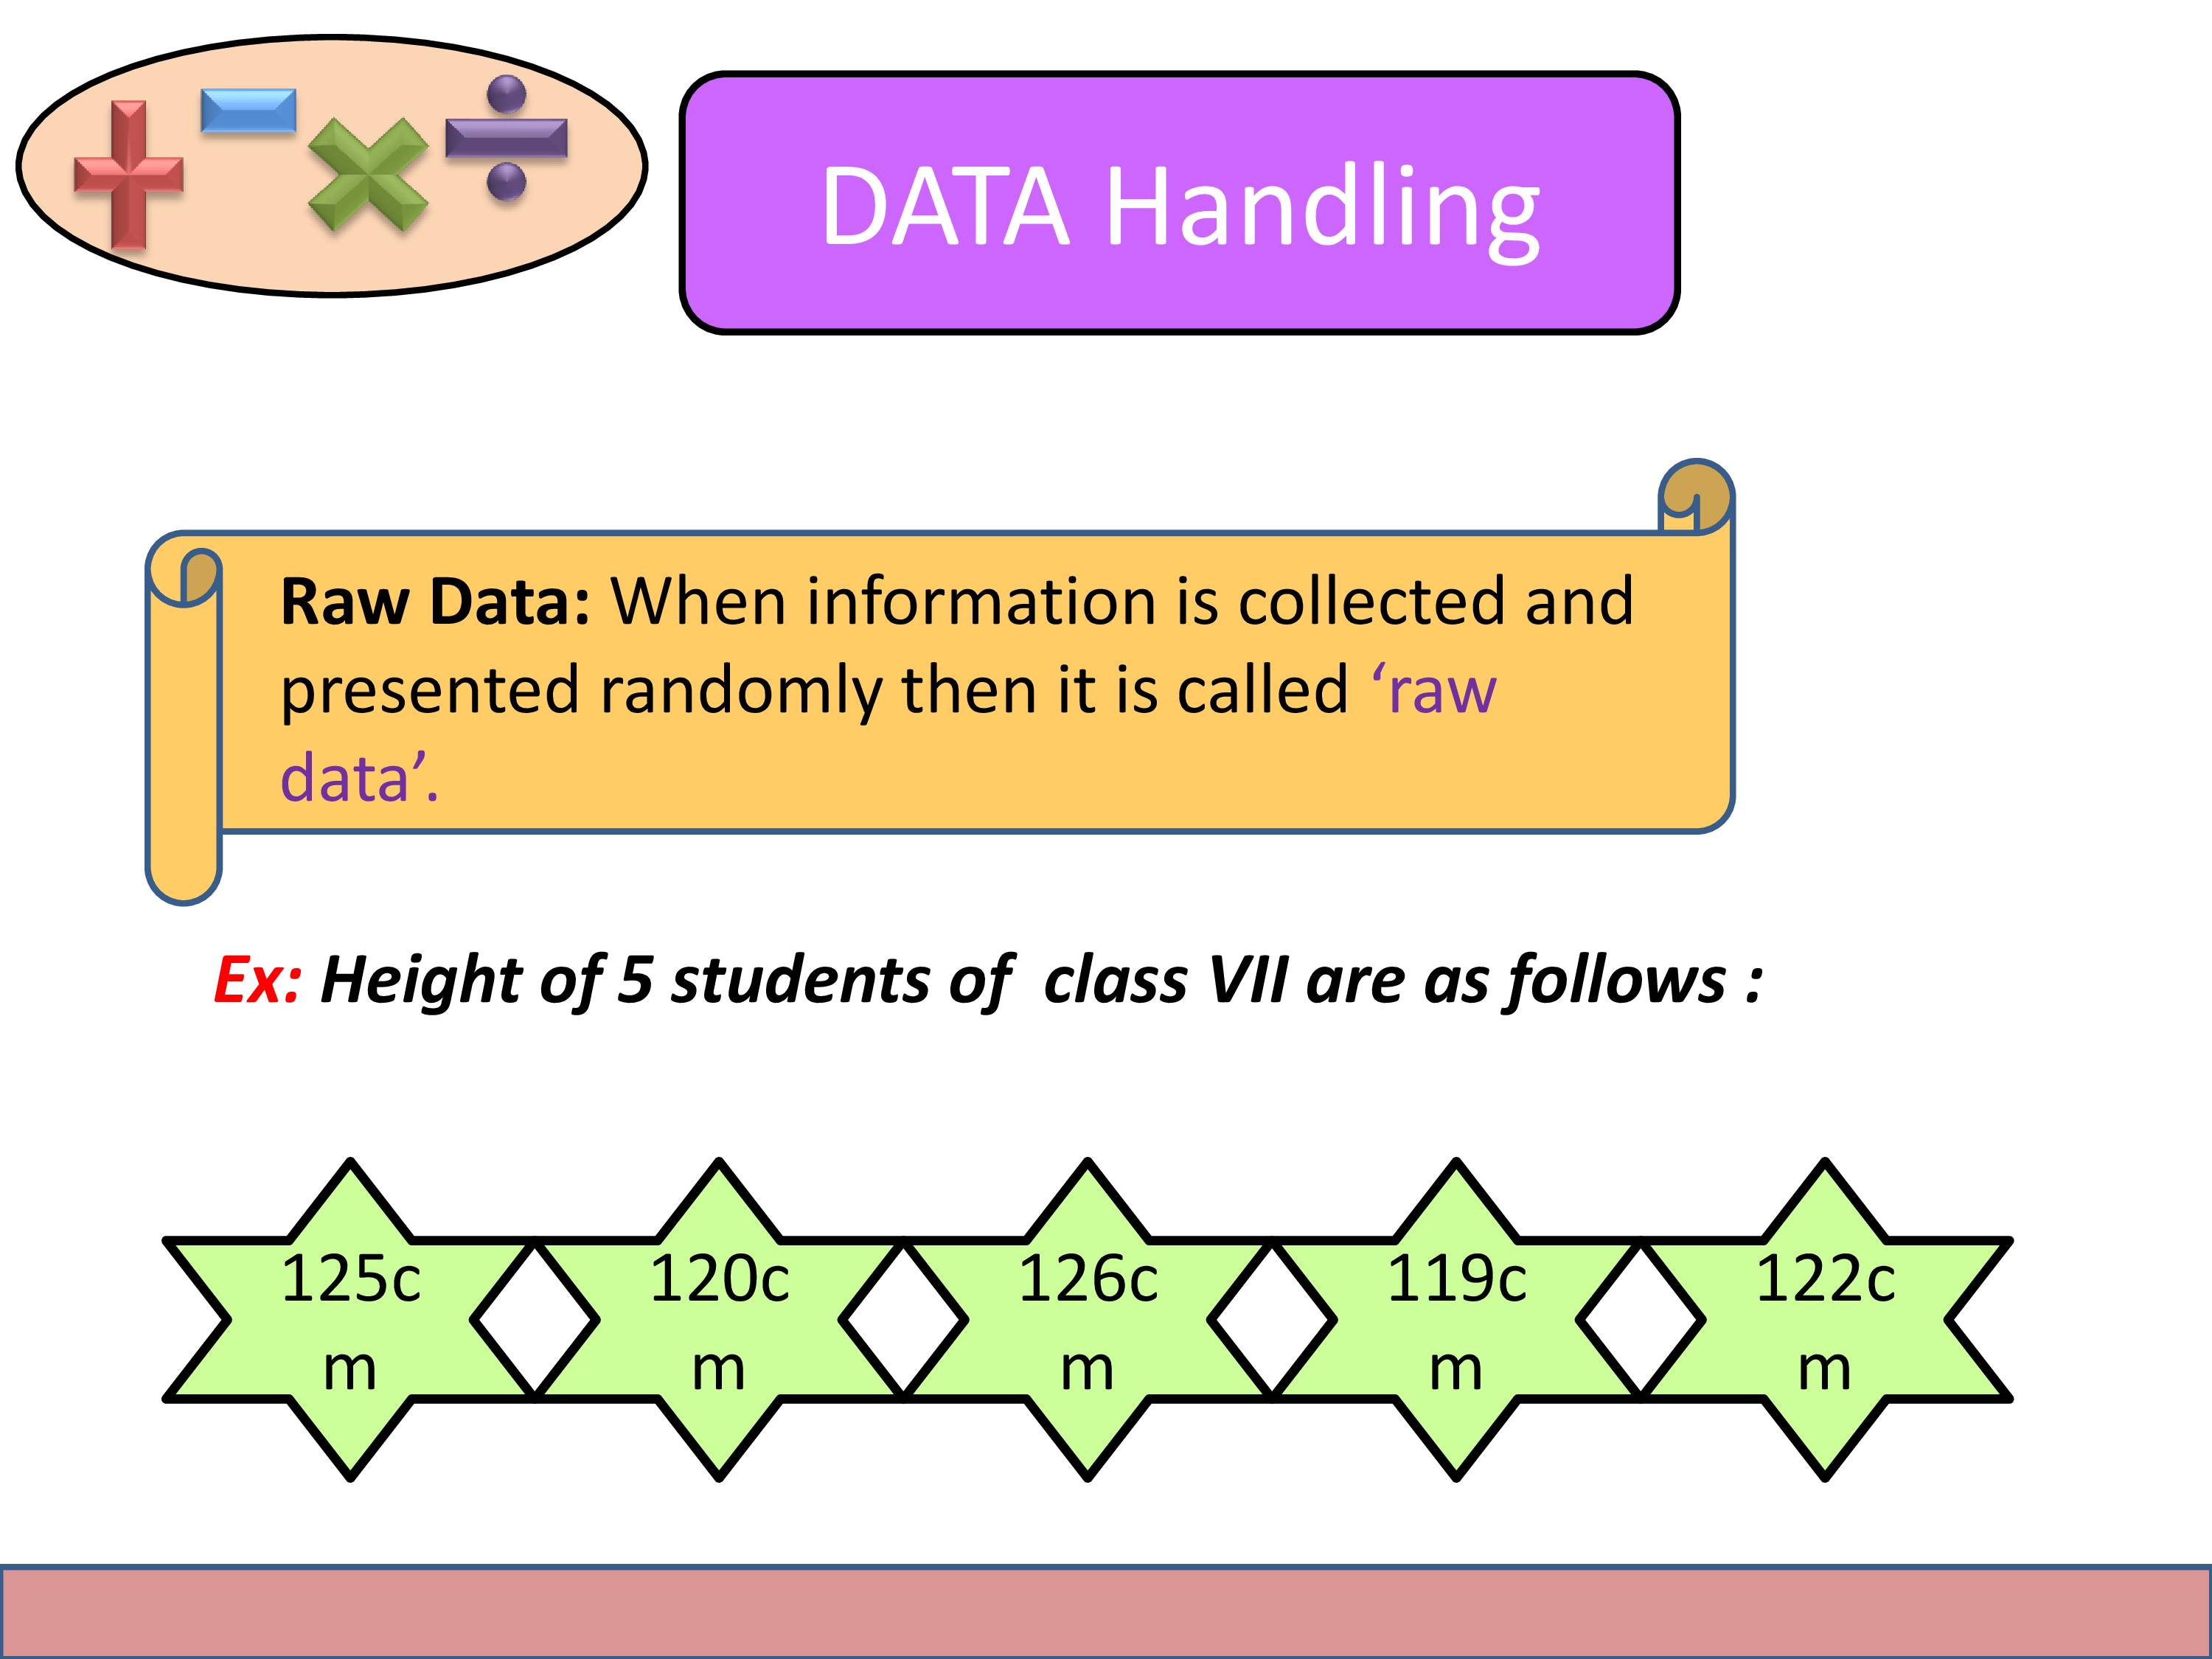 DATA Handling
Raw Data: When information is collected and
presented randomly then it is called ‘raw
data’.
Ex: Height of 5 students of  class VII are as follows :
125c
m
120c
m
126c
m
119c
m
122c
m